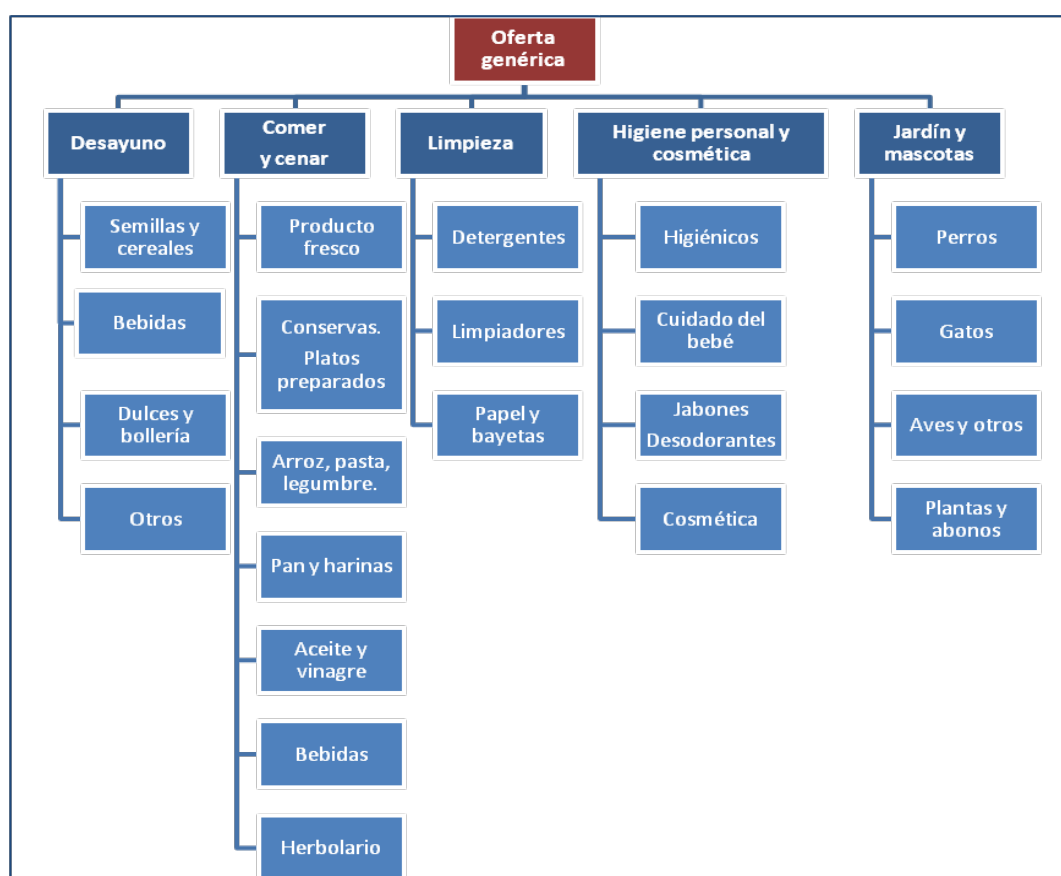 Oferta
genérica
Desayuno
Semillas y
cereales
Bebidas
Dulces y
bollería
Otros
Comer
y cenar
Producto
fresco
Conservas.
Platos
preparados
Arroz, pasta,
legumbre.
Pan y harinas
Aceite y
vinagre
Bebidas
Herbolario
Limpieza
Detergentes
Limpiadores
Papel y
bayetas
Higiene personal y
cosmética
Higiénicos
Cuidado del
bebé
Jabones
Desodorantes
Cosmética
Jardín y
mascotas
Perros
Gatos
Aves y otros
Plantas y
abonos